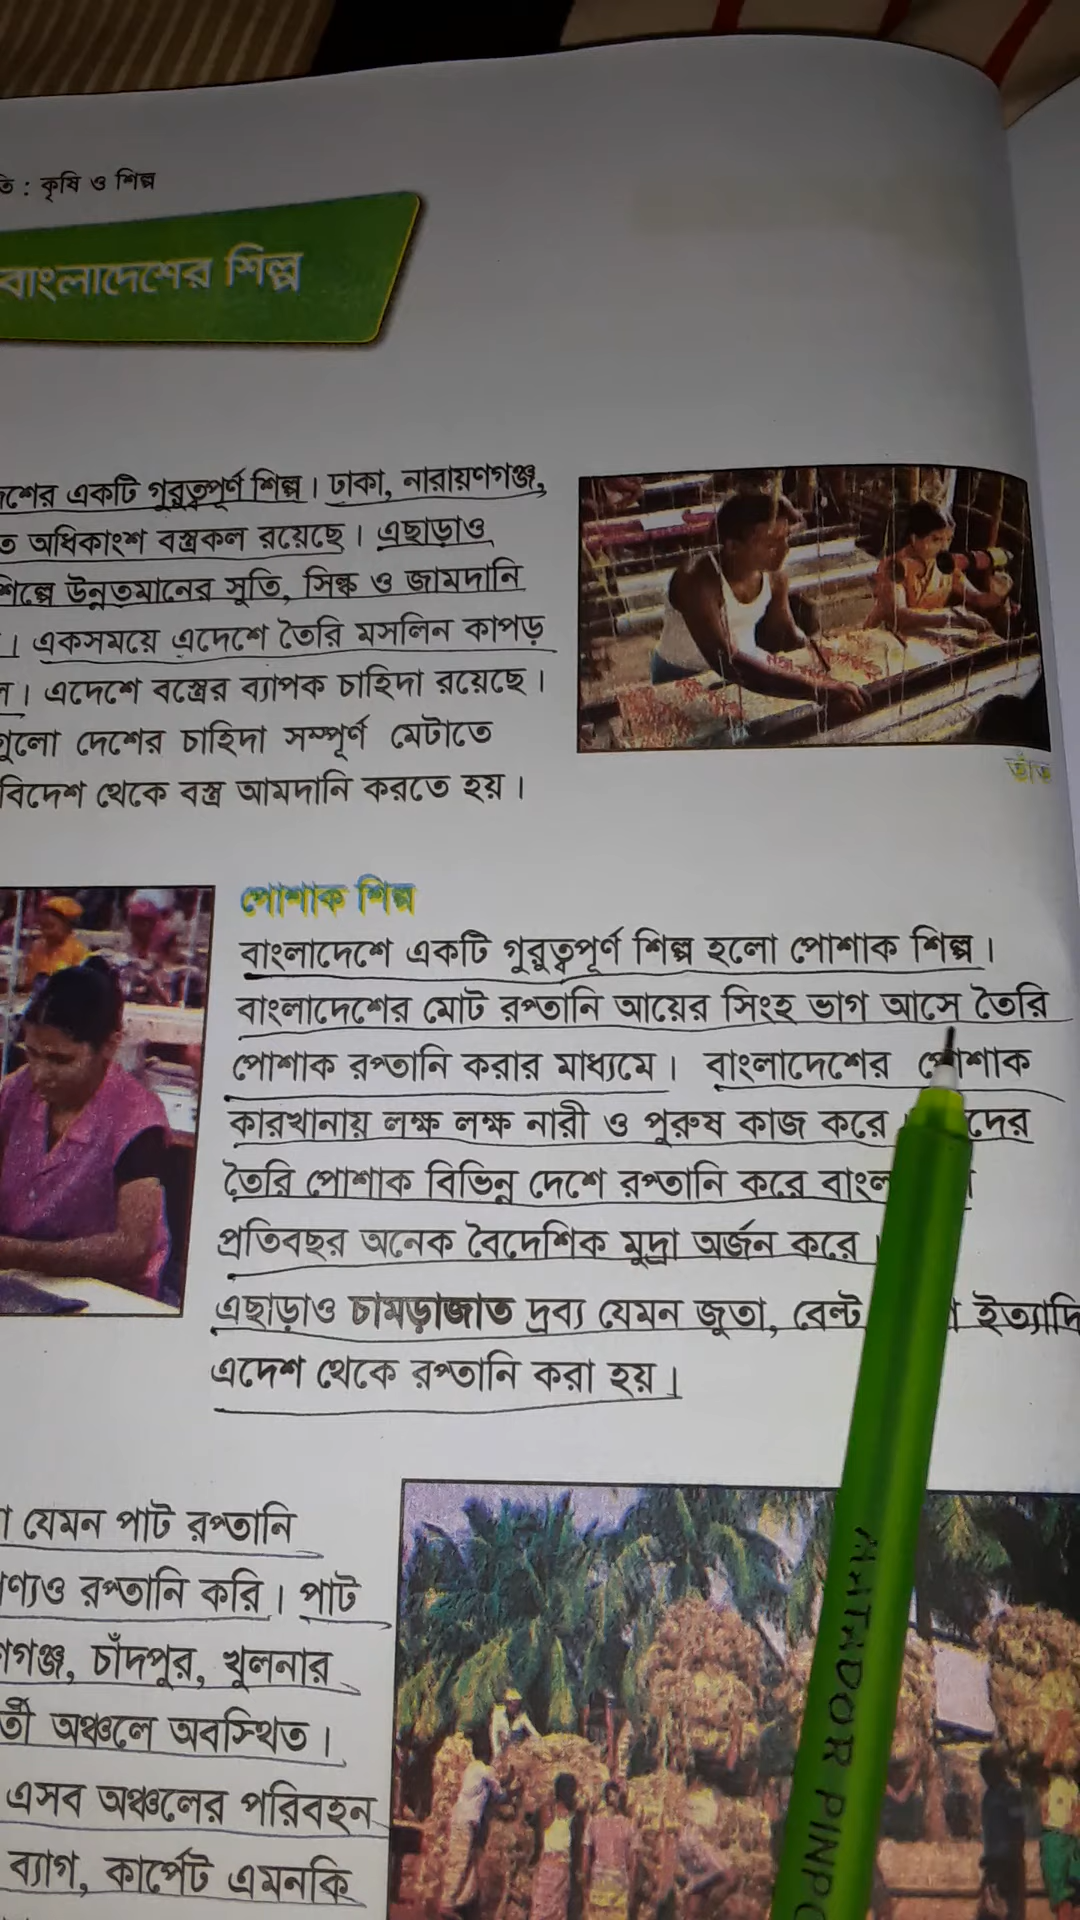 : কৃষি ও শিল্প
বাংলাদেশের শিল্প
একটি গুরুত্বপূর্ণ শিল্প। ঢাকা, নারায়ণগঞ্জ,
অধিকাংশ বস্ত্রকল রয়েছে। এছাড়াও
উন্নতমানের সুতি, সিল্ক ও জামদানি
। একসময়ে এদেশে তৈরি মসলিন কাপড়
। এদেশে বস্ত্রের ব্যাপক চাহিদা রয়েছে।
দেশের চাহিদা সম্পূর্ণ মেটাতে
বিদেশ থেকে বস্ত্র আমদানি করতে হয়।
তাঁত
পোশাক শিল্প
বাংলাদেশে একটি গুরুত্বপূর্ণ শিল্প হলো পোশাক শিল্প।
বাংলাদেশের মোট রপ্তানি আয়ের সিংহ ভাগ আসে তৈরি
পোশাক রপ্তানি করার মাধ্যমে। বাংলাদেশের পোশাক
কারখানায় লক্ষ লক্ষ নারী ও পুরুষ কাজ করে
তৈরি পোশাক বিভিন্ন দেশে রপ্তানি করে
প্রতিবছর অনেক বৈদেশিক মুদ্রা অর্জন করে।
এছাড়াও চামড়াজাত দ্রব্য যেমন জুতা, বেল্ট ইত্যাদি
এদেশ থেকে রপ্তানি করা হয়।
যেমন পাট রপ্তানি
রপ্তানি করি। পাট
চাঁদপুর, খুলনার
অঞ্চলে অবস্থিত।
এসব অঞ্চলের পরিবহন
ব্যাগ, কার্পেট এমনকি
MATADOR PINPO